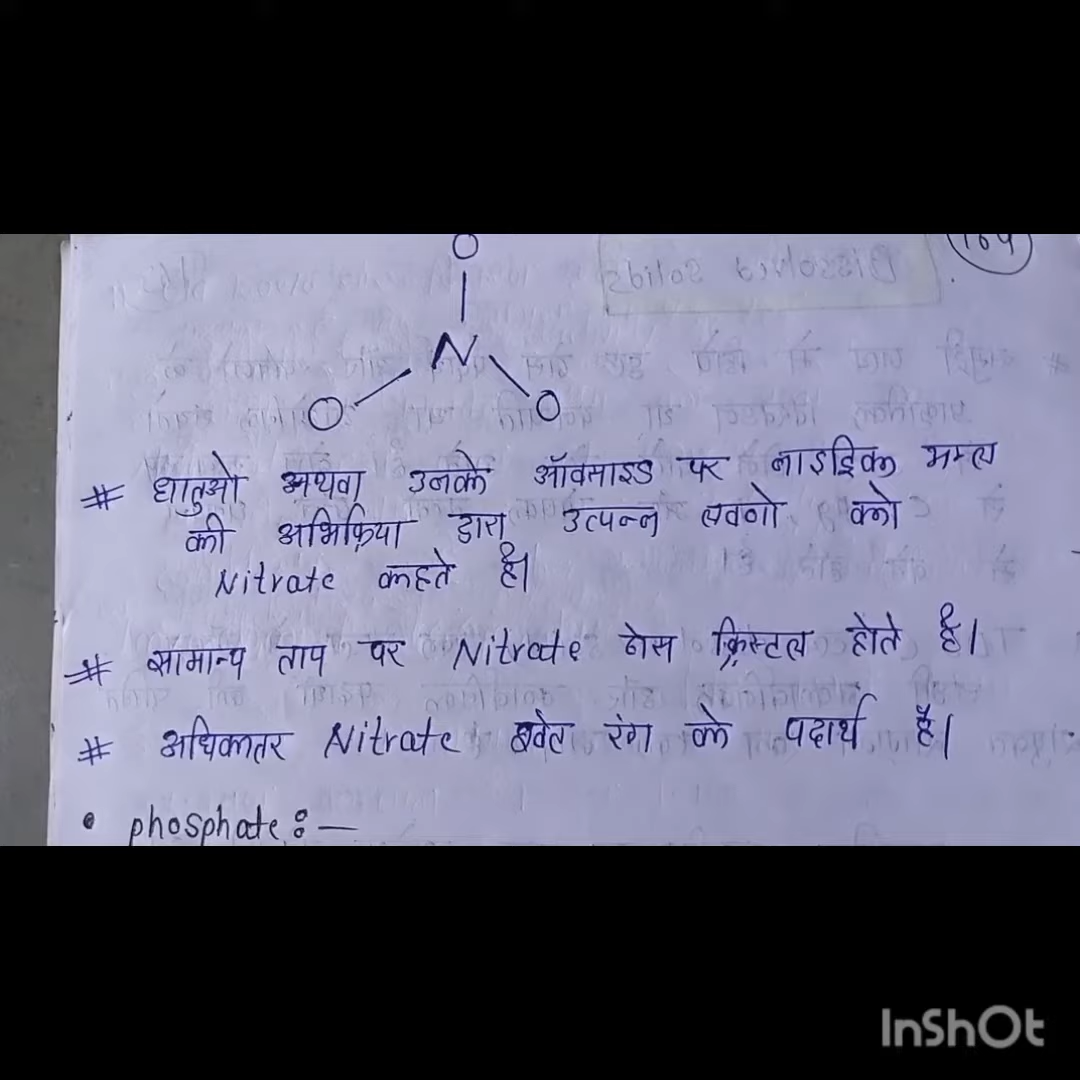 164
O
N
O O
# धातुओ अथवा उनके ऑक्साइड पर नाइट्रिक अम्ल
की अभिक्रिया द्वारा उत्पन्न लवणो को
Nitrate कहते है।
# सामान्य ताप पर Nitrate गेस क्रिस्टल होते है।
# अधिकतर Nitrate श्वेत रंग के पदार्थ है।
• phosphate: —
InShOt